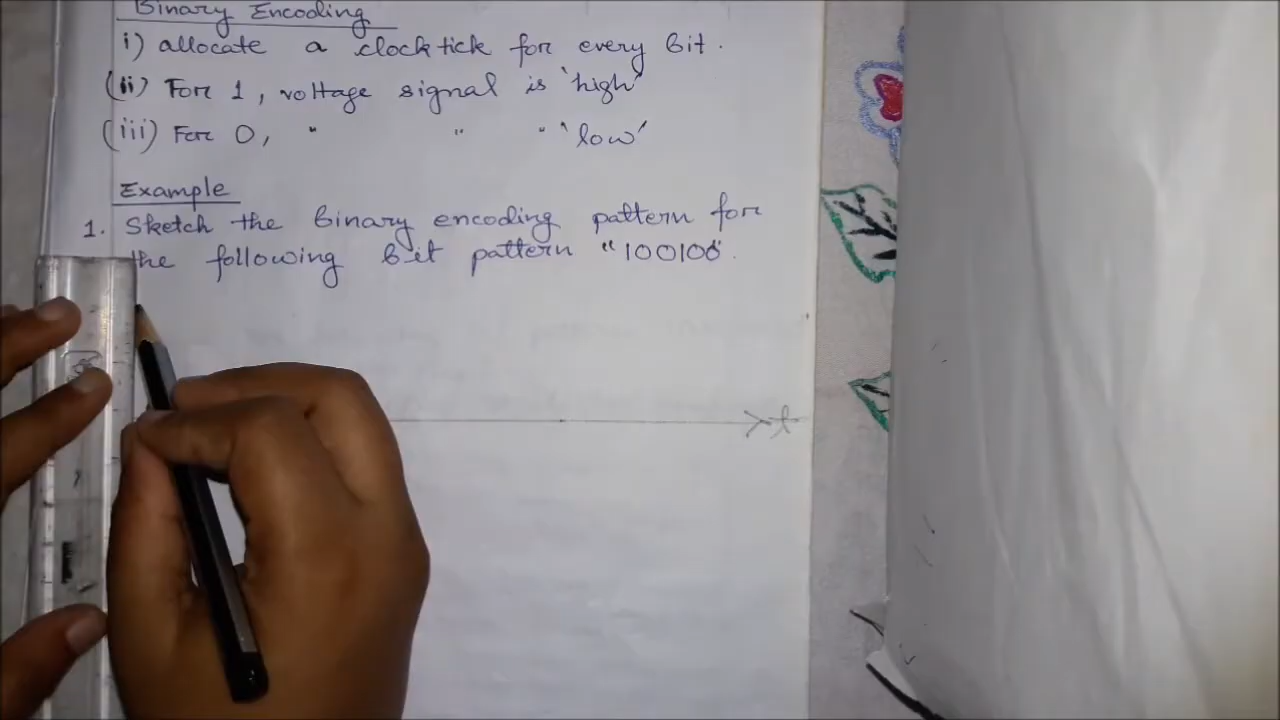 Binary Encoding
i) allocate a clock tick for every bit.
(ii) For 1, voltage signal is 'high'
(iii) For 0, " " " 'low'
Example
1. Sketch the binary encoding pattern for
the following bit pattern "100100".
t